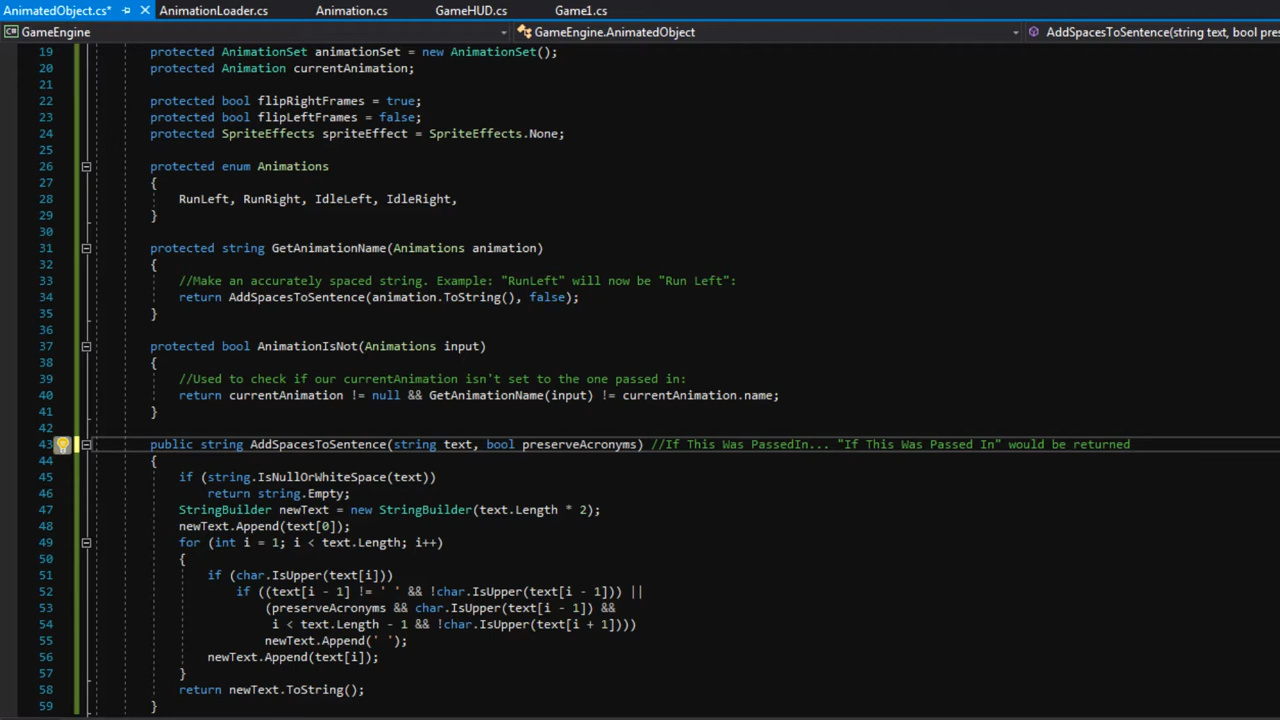 AnimatedObject.cs* AnimationLoader.cs Animation.cs GameHUD.cs Game1.cs
GameEngine GameEngine.AnimatedObject AddSpacesToSentence(string text, bool pres
19 protected AnimationSet animationSet = new AnimationSet();
20 protected Animation currentAnimation;
21
22 protected bool flipRightFrames = true;
23 protected bool flipLeftFrames = false;
24 protected SpriteEffects spriteEffect = SpriteEffects.None;
25
26 protected enum Animations
27 {
28 RunLeft, RunRight, IdleLeft, IdleRight,
29 }
30
31 protected string GetAnimationName(Animations animation)
32 {
33 //Make an accurately spaced string. Example: "RunLeft" will now be "Run Left":
34 return AddSpacesToSentence(animation.ToString(), false);
35 }
36
37 protected bool AnimationIsNot(Animations input)
38 {
39 //Used to check if our currentAnimation isn't set to the one passed in:
40 return currentAnimation != null && GetAnimationName(input) != currentAnimation.name;
41 }
42
43 public string AddSpacesToSentence(string text, bool preserveAcronyms) //If This Was PassedIn... "If This Was Passed In" would be returned
44 {
45 if (string.IsNullOrWhiteSpace(text))
46 return string.Empty;
47 StringBuilder newText = new StringBuilder(text.Length * 2);
48 newText.Append(text[0]);
49 for (int i = 1; i < text.Length; i++)
50 {
51 if (char.IsUpper(text[i]))
52 if ((text[i - 1] != ' ' && !char.IsUpper(text[i - 1])) ||
53 (preserveAcronyms && char.IsUpper(text[i - 1]) &&
54 i < text.Length - 1 && !char.IsUpper(text[i + 1])))
55 newText.Append(' ');
56 newText.Append(text[i]);
57 }
58 return newText.ToString();
59 }